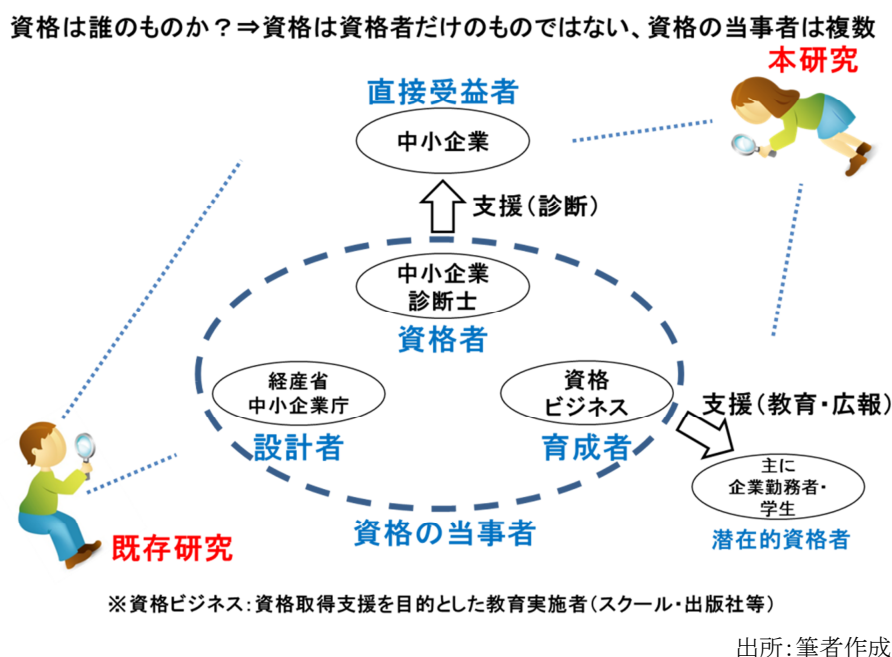 資格は誰のものか？⇒資格は資格者だけのものではない、資格の当事者は複数
本研究
直接受益者
中小企業
支援（診断）
中小企業
診断士
資格者
経産省
中小企業庁
設計者
資格
ビジネス
育成者
支援（教育・広報）
主に
企業勤務者・
学生
潜在的資格者
資格の当事者
既存研究
※資格ビジネス：資格取得支援を目的とした教育実施者（スクール・出版社等）
出所：筆者作成